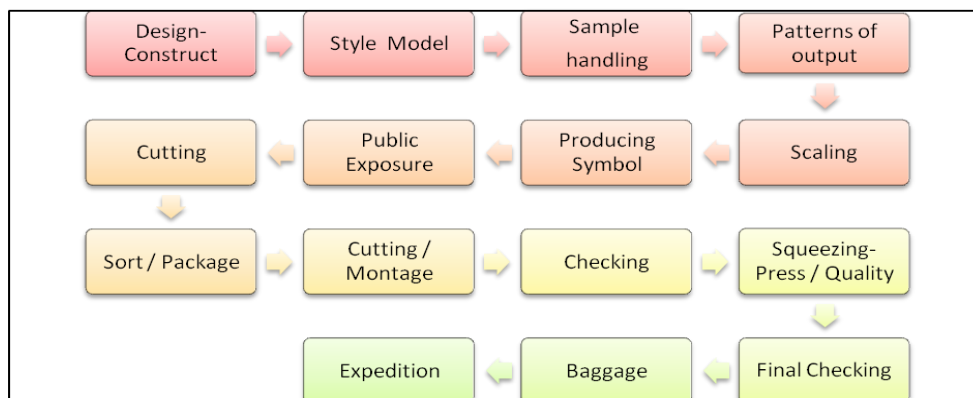 Design-
Construct
Style Model
Sample
handling
Patterns of
output
Scaling
Producing
Symbol
Public
Exposure
Cutting
Sort / Package
Cutting /
Montage
Checking
Squeezing-
Press / Quality
Final Checking
Baggage
Expedition